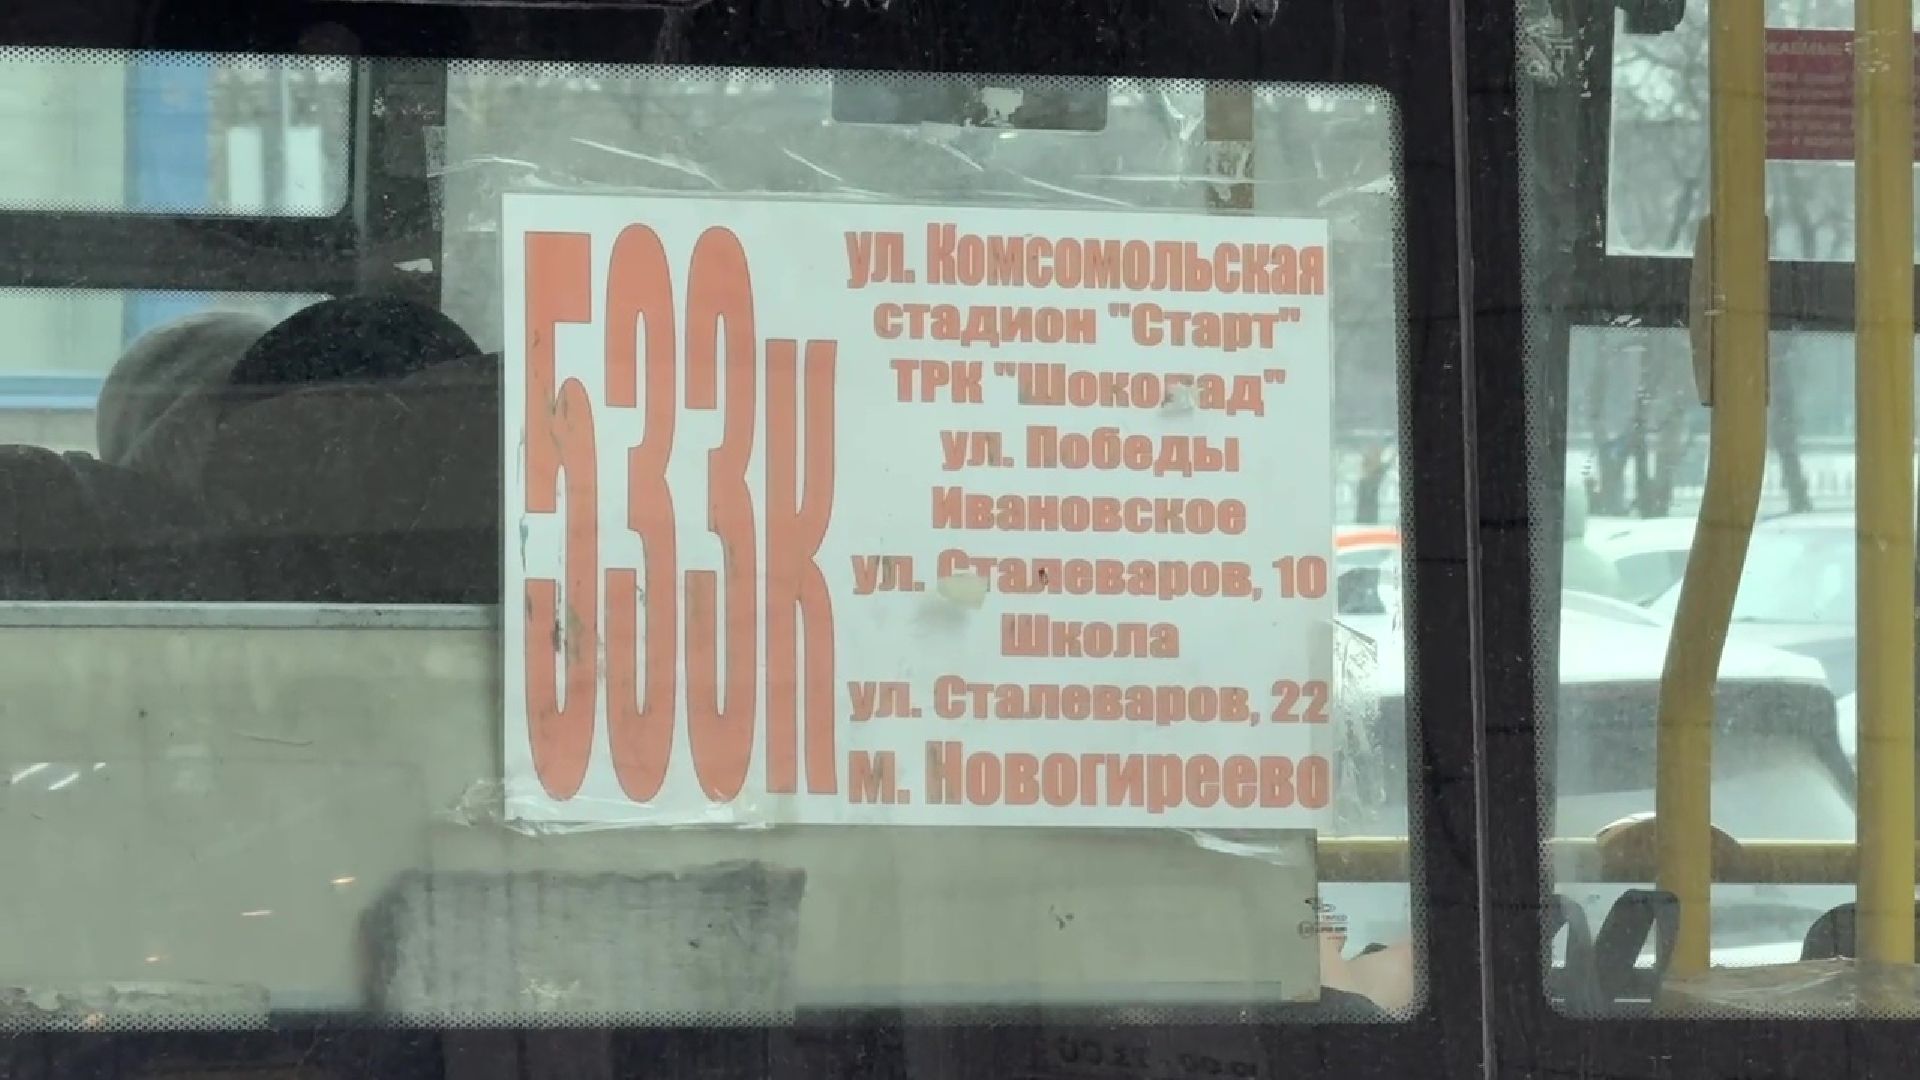 533к
ул. Комсомольская
стадион "Старт"
ТРК "Шоколад"
ул. Победы
Ивановское
ул. Сталеваров, 10
Школа
ул. Сталеваров, 22
м. Новогиреево